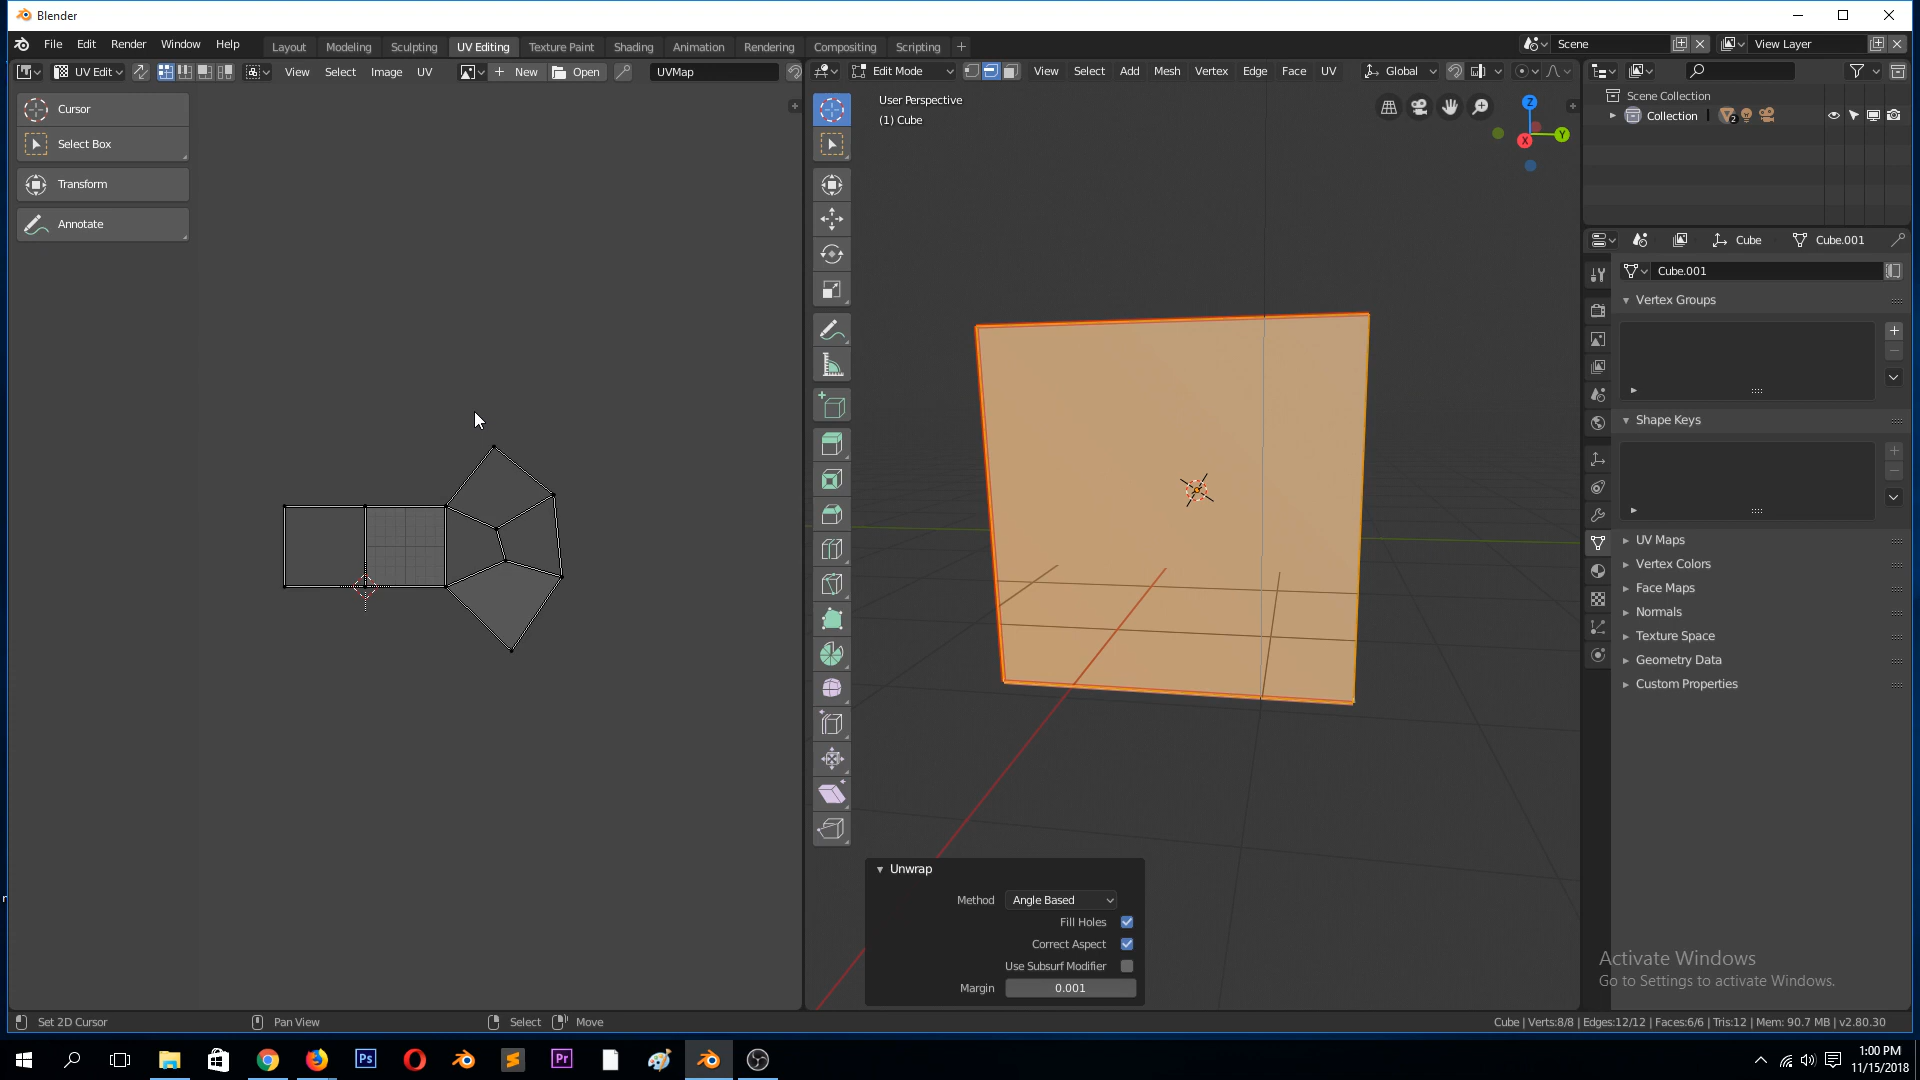 Blender
File Edit Render Window Help
Layout Modeling Sculpting UV Editing Texture Paint Shading Animation Rendering Compositing Scripting
Scene
View Layer
UV Edit View Select Image UV New Open UVMap
Edit Mode View Select Add Mesh Vertex Edge Face UV Global
Cursor
Select Box
Transform
Annotate
User Perspective
(1) Cube
Z
Y
X
Scene Collection
Collection
2
Cube Cube.001
Cube.001
Vertex Groups
Shape Keys
UV Maps
Vertex Colors
Face Maps
Normals
Texture Space
Geometry Data
Custom Properties
Unwrap
Method Angle Based
Fill Holes
Correct Aspect
Use Subsurf Modifier
Margin 0.001
Activate Windows
Go to Settings to activate Windows.
Set 2D Cursor Pan View Select Move
Cube | Verts:8/8 | Edges:12/12 | Faces:6/6 | Tris:12 | Mem: 90.7 MB | v2.80.30
Ps
Pr
1:00 PM
11/15/2018